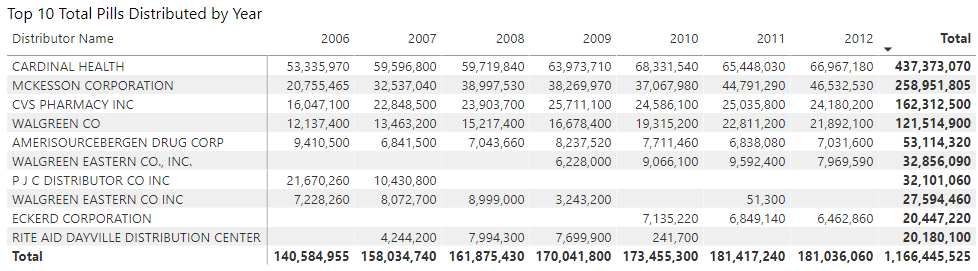 Top 10 Total Pills Distributed by Year
Distributor Name 2006 2007 2008 2009 2010 2011 2012 Total
CARDINAL HEALTH 53,335,970 59,596,800 59,719,840 63,973,710 68,331,540 65,448,030 66,967,180 437,373,070
MCKESSON CORPORATION 20,755,465 32,537,040 38,997,530 38,269,970 37,067,980 44,791,290 46,532,530 258,951,805
CVS PHARMACY INC 16,047,100 22,848,500 23,903,700 25,711,100 24,586,100 25,035,800 24,180,200 162,312,500
WALGREEN CO 12,137,400 13,463,200 15,217,400 16,678,400 19,315,200 22,811,200 21,892,100 121,514,900
AMERISOURCEBERGEN DRUG CORP 9,410,500 6,841,500 7,043,660 8,237,520 7,711,460 6,838,080 7,031,600 53,114,320
WALGREEN EASTERN CO., INC. 6,228,000 9,066,100 9,592,400 7,969,590 32,856,090
P J C DISTRIBUTOR CO INC 21,670,260 10,430,800 32,101,060
WALGREEN EASTERN CO INC 7,228,260 8,072,700 8,999,000 3,243,200 51,300 27,594,460
ECKERD CORPORATION 7,135,220 6,849,140 6,462,860 20,447,220
RITE AID DAYVILLE DISTRIBUTION CENTER 4,244,200 7,994,300 7,699,900 241,700 20,180,100
Total 140,584,955 158,034,740 161,875,430 170,041,800 173,455,300 181,417,240 181,036,060 1,166,445,525